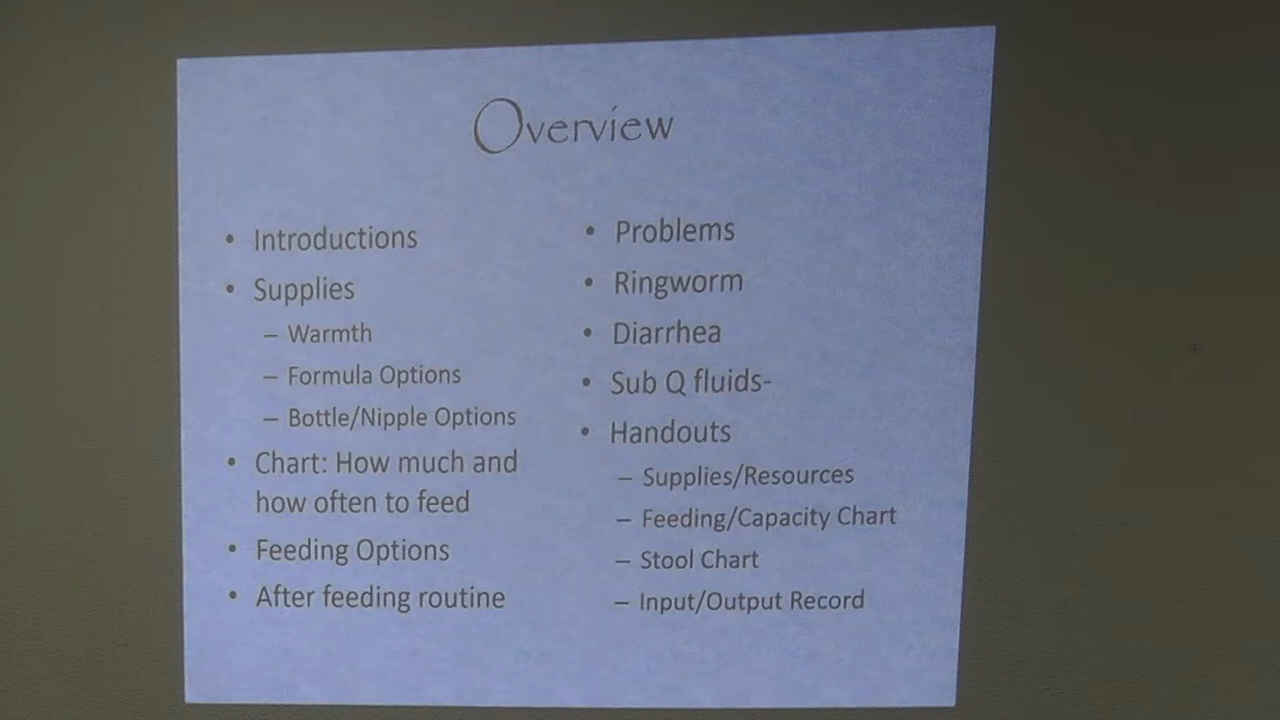 Overview
• Introductions
• Supplies
– Warmth
– Formula Options
– Bottle/Nipple Options
• Chart: How much and
how often to feed
• Feeding Options
• After feeding routine
• Problems
• Ringworm
• Diarrhea
• Sub Q fluids-
• Handouts
– Supplies/Resources
– Feeding/Capacity Chart
– Stool Chart
– Input/Output Record